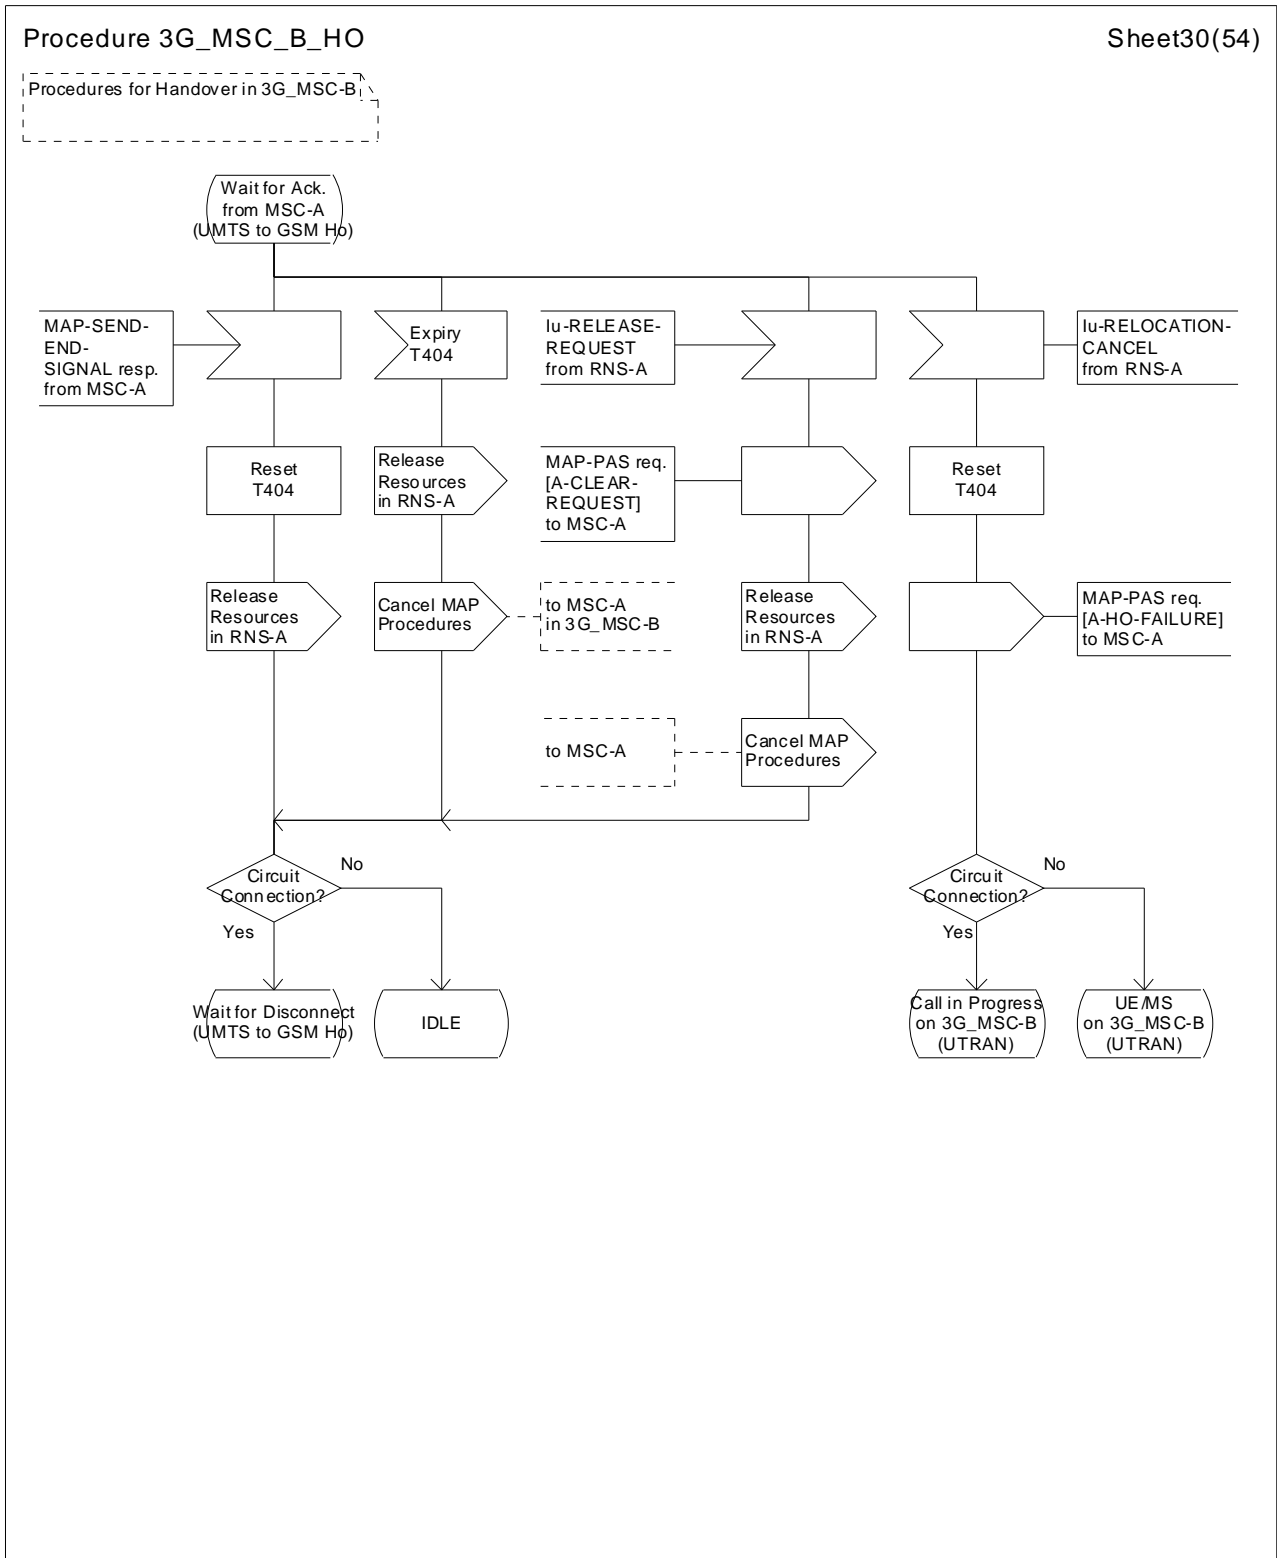 Procedure 3G_MSC_B_HO
Sheet30(54)
Procedures for Handover in 3G_MSC-B
Wait for Ack.
from MSC-A
(UMTS to GSM Ho)
MAP-SEND-
END-
SIGNAL resp.
from MSC-A
Expiry
T404
Iu-RELEASE-
REQUEST
from RNS-A
Iu-RELOCATION-
CANCEL
from RNS-A
Reset
T404
Release
Resources
in RNS-A
MAP-PAS req.
[A-CLEAR-
REQUEST]
to MSC-A
Reset
T404
Release
Resources
in RNS-A
Cancel MAP
Procedures
to MSC-A
in 3G_MSC-B
Release
Resources
in RNS-A
MAP-PAS req.
[A-HO-FAILURE]
to MSC-A
to MSC-A
Cancel MAP
Procedures
Circuit
Connection?
No
Yes
Circuit
Connection?
No
Yes
Wait for Disconnect
(UMTS to GSM Ho)
IDLE
Call in Progress
on 3G_MSC-B
(UTRAN)
UE/MS
on 3G_MSC-B
(UTRAN)